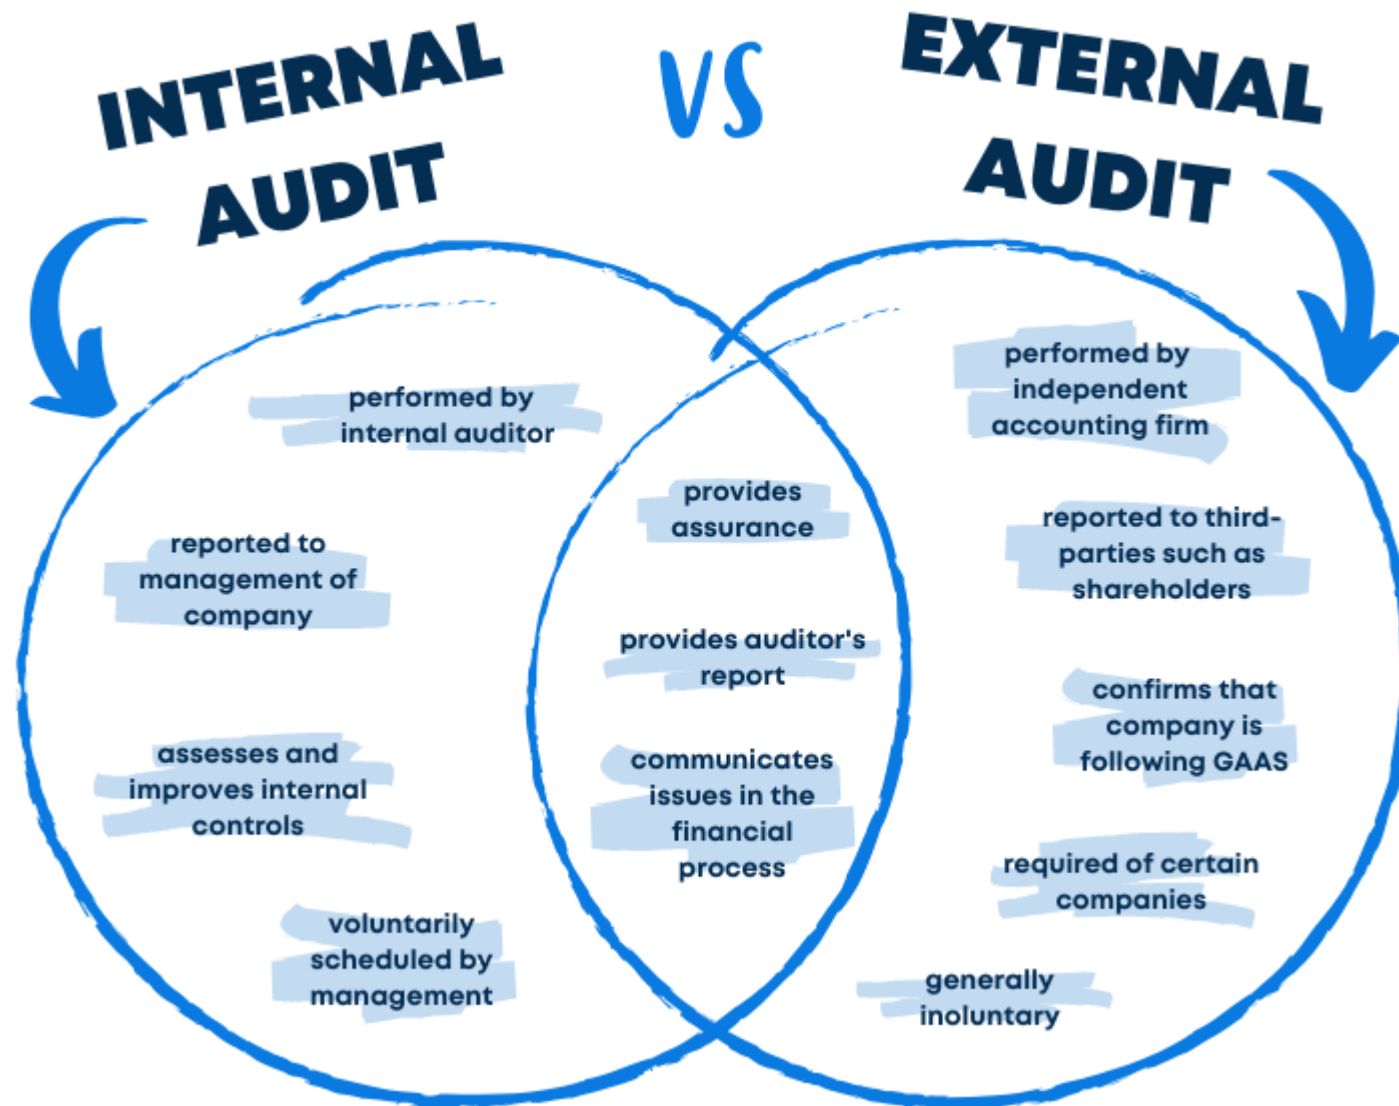 INTERNAL
AUDIT
VS
EXTERNAL
AUDIT
performed by
internal auditor
reported to
management of
company
assesses and
improves internal
controls
voluntarily
scheduled by
management
provides
assurance
provides auditor's
report
communicates
issues in the
financial
process
performed by
independent
accounting firm
reported to third-
parties such as
shareholders
confirms that
company is
following GAAS
required of certain
companies
generally
inoluntary